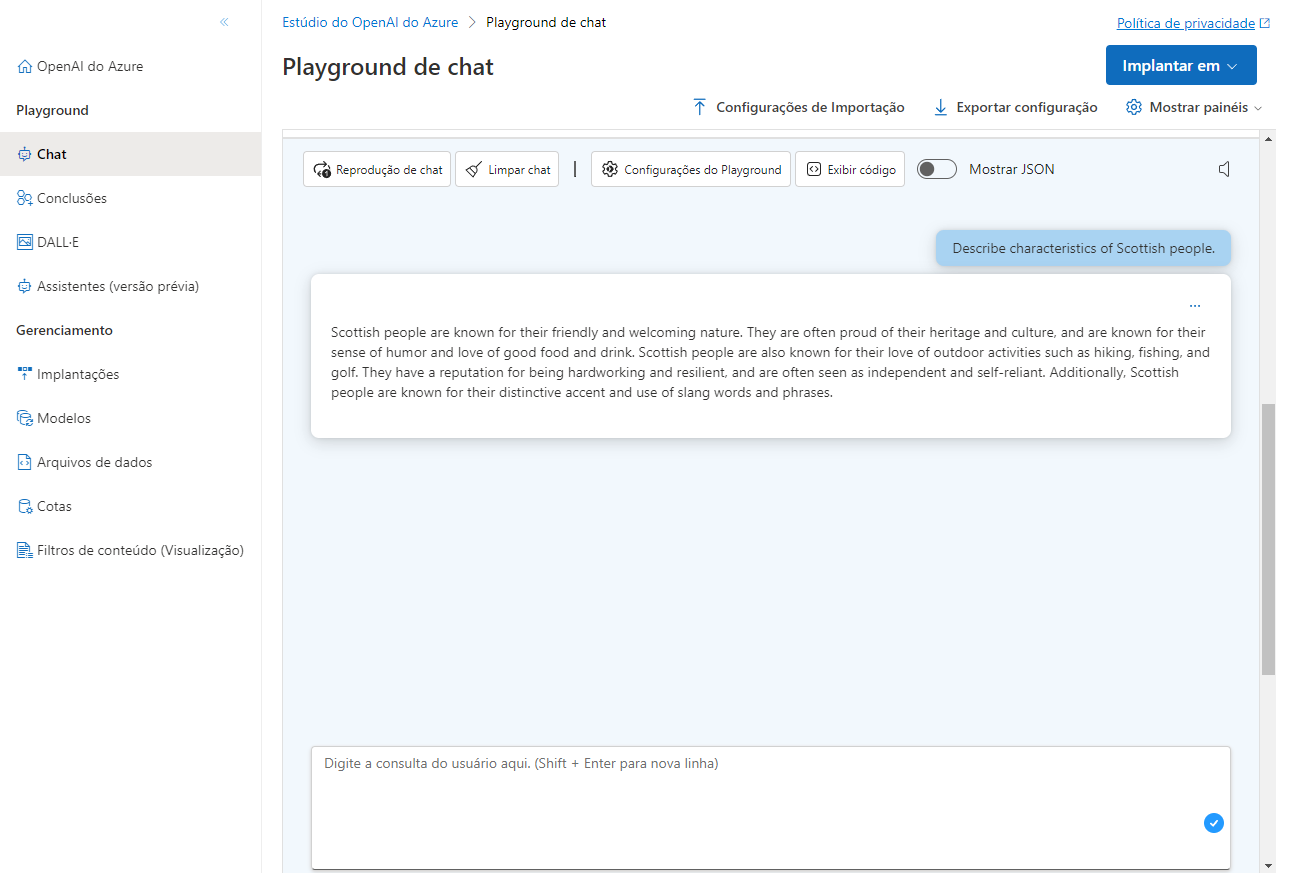 Estúdio do OpenAI do Azure > Playground de chat
Política de privacidade
Playground de chat
Implantar em
Configurações de Importação
Exportar configuração
Mostrar painéis
OpenAI do Azure
Playground
Chat
Conclusões
DALL·E
Assistentes (versão prévia)
Gerenciamento
Implantações
Modelos
Arquivos de dados
Cotas
Filtros de conteúdo (Visualização)
Reprodução de chat
Limpar chat
Configurações do Playground
Exibir código
Mostrar JSON
Describe characteristics of Scottish people.
...
Scottish people are known for their friendly and welcoming nature. They are often proud of their heritage and culture, and are known for their
sense of humor and love of good food and drink. Scottish people are also known for their love of outdoor activities such as hiking, fishing, and
golf. They have a reputation for being hardworking and resilient, and are often seen as independent and self-reliant. Additionally, Scottish
people are known for their distinctive accent and use of slang words and phrases.
Digite a consulta do usuário aqui. (Shift + Enter para nova linha)